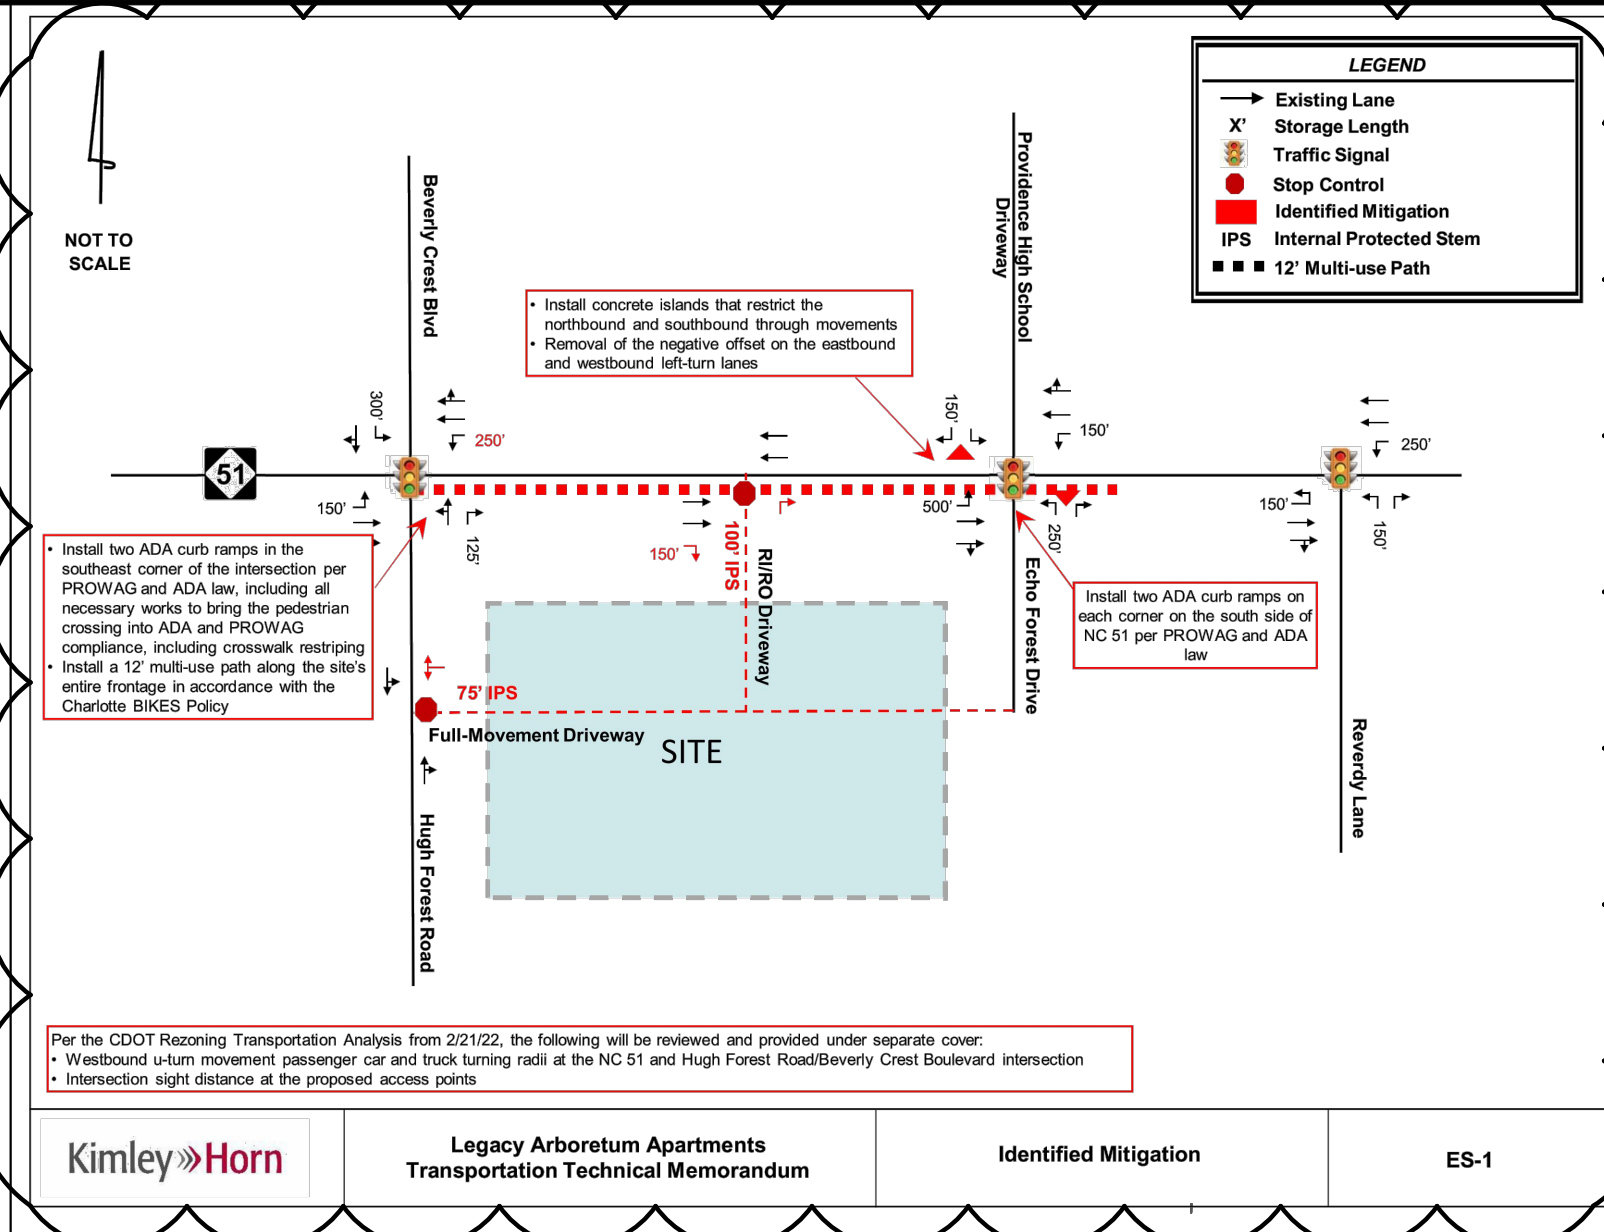 LEGEND
Existing Lane
X' Storage Length
Traffic Signal
Stop Control
Identified Mitigation
IPS Internal Protected Stem
12' Multi-use Path
NOT TO
SCALE
Beverly Crest Blvd
Providence High School
Driveway
• Install concrete islands that restrict the
northbound and southbound through movements
• Removal of the negative offset on the eastbound
and westbound left-turn lanes
300'
250'
150'
150'
250'
51
150'
125'
150'
100' IPS
RI/RO Driveway
500'
250'
150'
150'
• Install two ADA curb ramps in the
southeast corner of the intersection per
PROWAG and ADA law, including all
necessary works to bring the pedestrian
crossing into ADA and PROWAG
compliance, including crosswalk restriping
• Install a 12' multi-use path along the site's
entire frontage in accordance with the
Charlotte BIKES Policy
Install two ADA curb ramps on
each corner on the south side of
NC 51 per PROWAG and ADA
law
Echo Forest Drive
75' IPS
Full-Movement Driveway
SITE
Hugh Forest Road
Reverdy Lane
Per the CDOT Rezoning Transportation Analysis from 2/21/22, the following will be reviewed and provided under separate cover:
• Westbound u-turn movement passenger car and truck turning radii at the NC 51 and Hugh Forest Road/Beverly Crest Boulevard intersection
• Intersection sight distance at the proposed access points
Kimley»Horn
Legacy Arboretum Apartments
Transportation Technical Memorandum
Identified Mitigation
ES-1